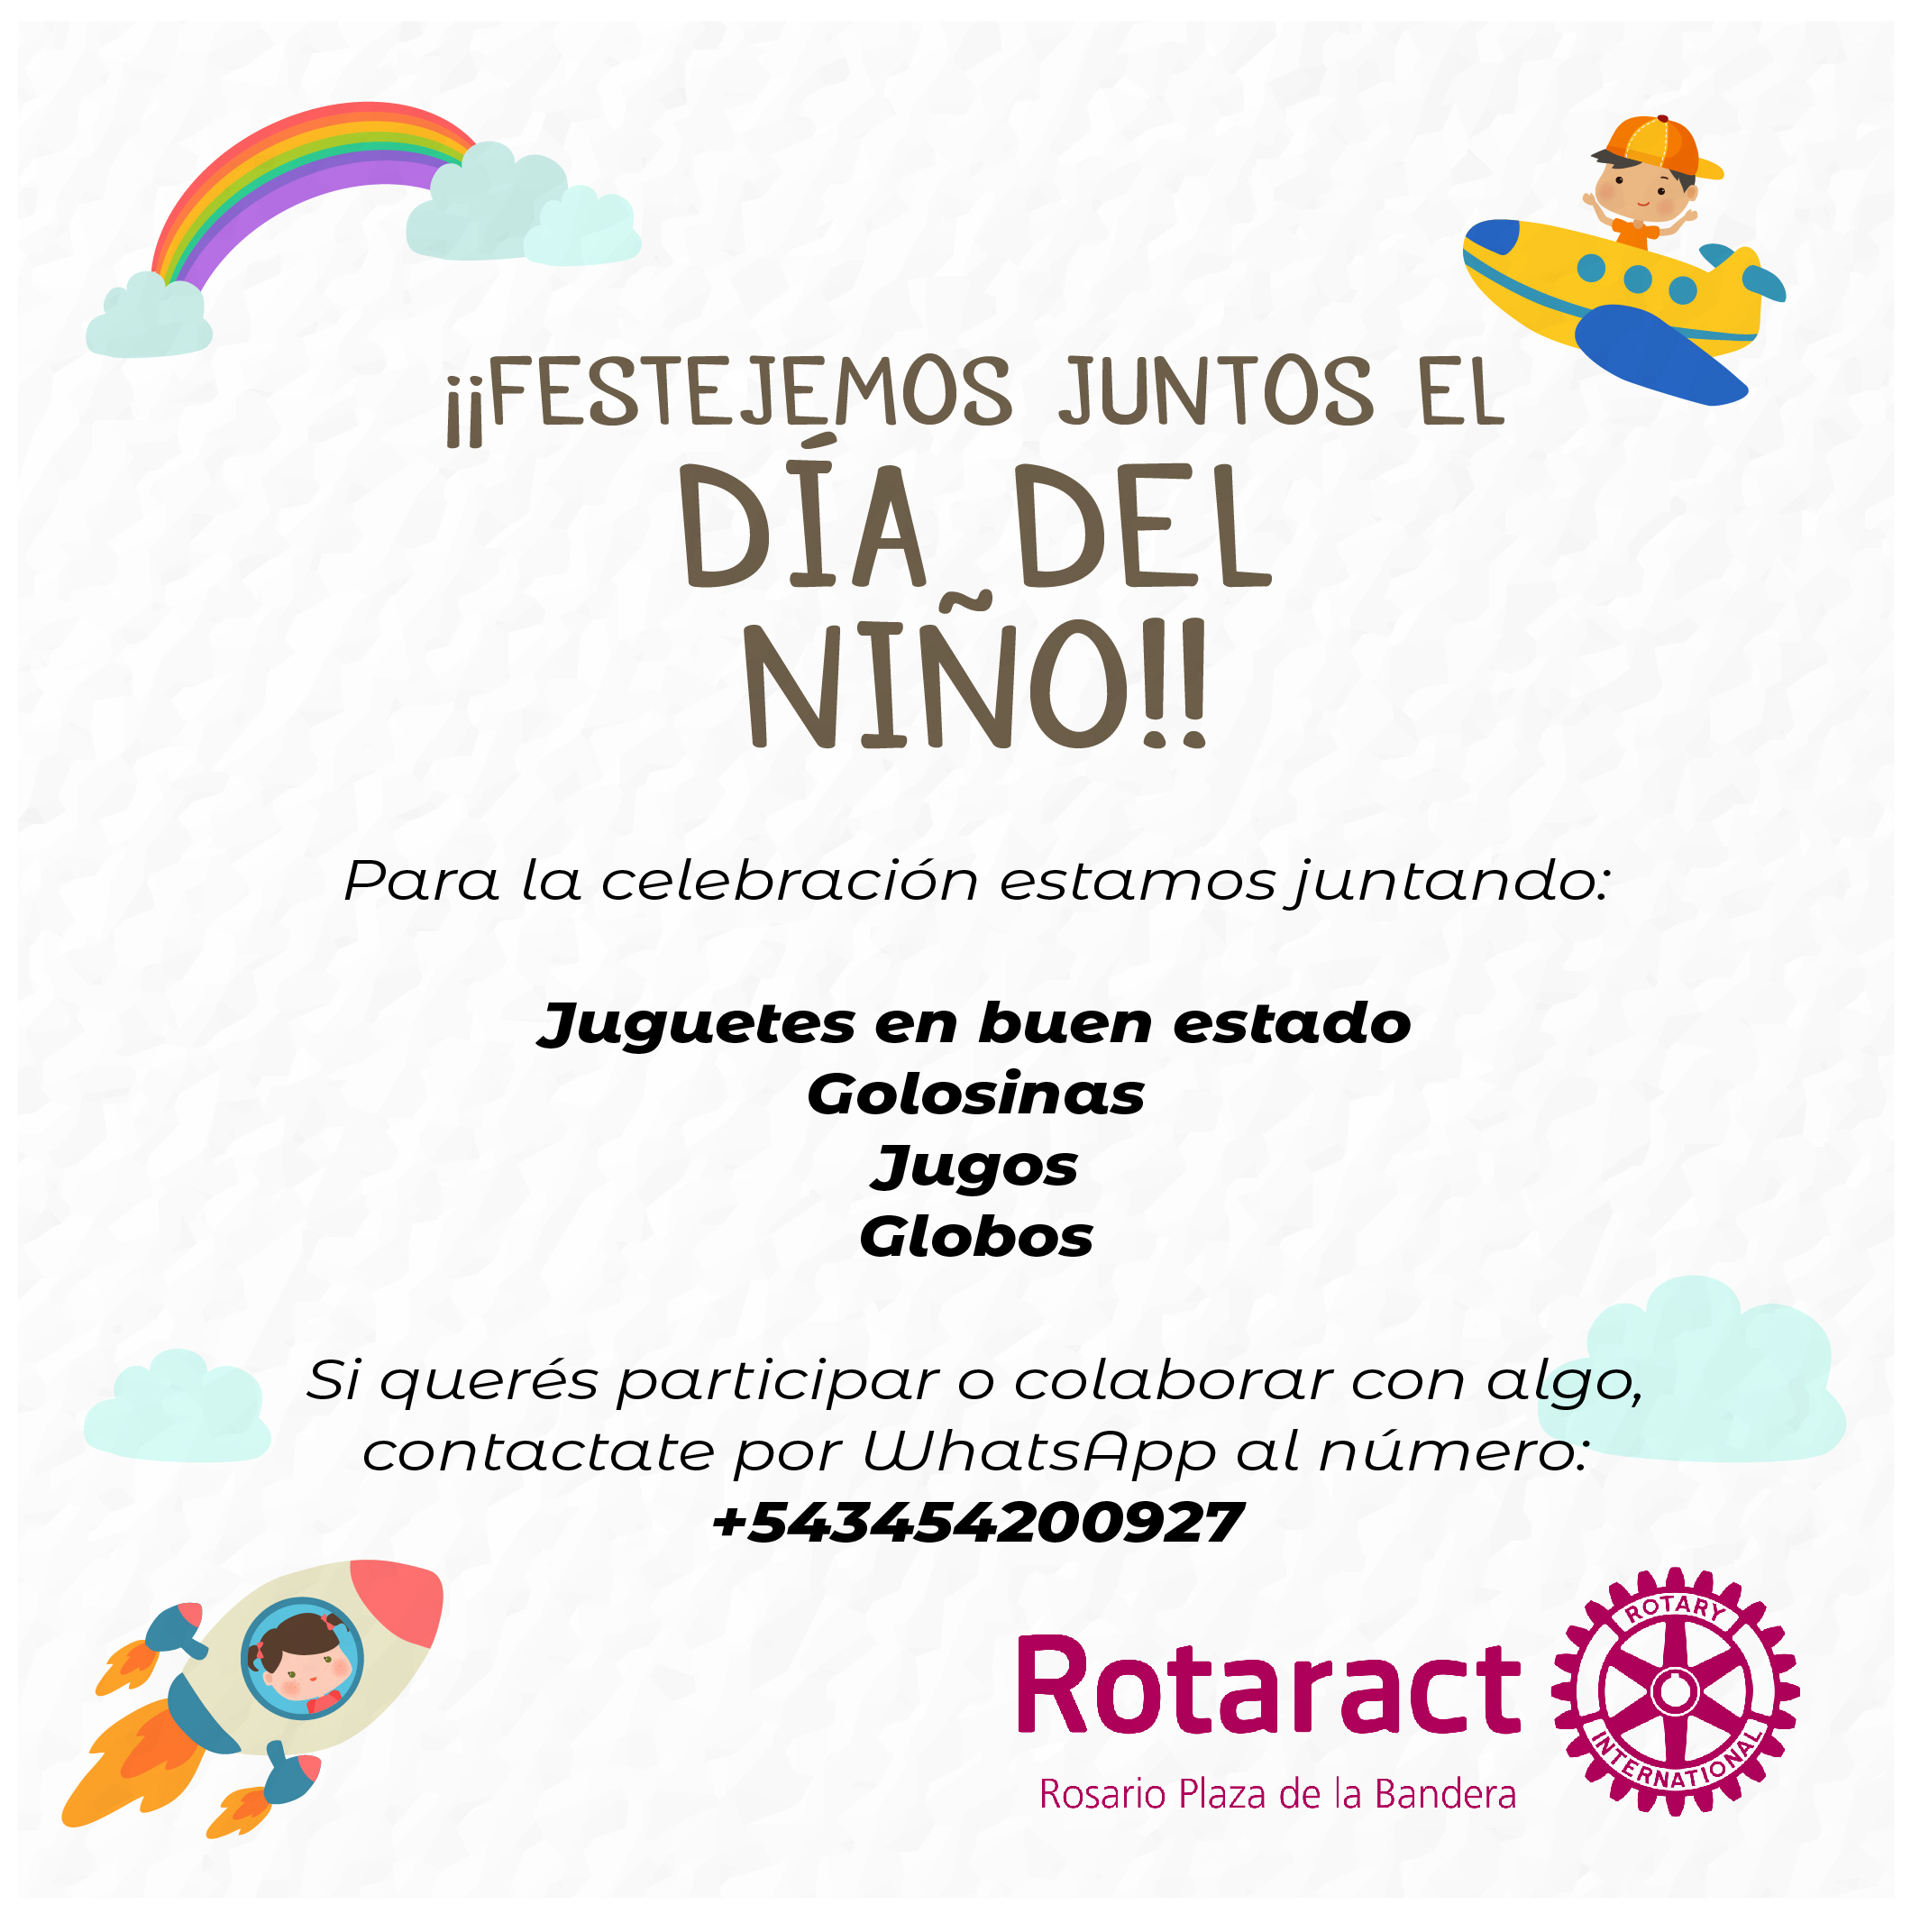 ¡¡FESTEJEMOS JUNTOS EL
DÍA DEL
NIÑO!!
Para la celebración estamos juntando:
Juguetes en buen estado
Golosinas
Jugos
Globos
Si querés participar o colaborar con algo,
contactate por WhatsApp al número:
+543454200927
Rotaract
Rosario Plaza de la Bandera
ROTARY
INTERNATIONAL